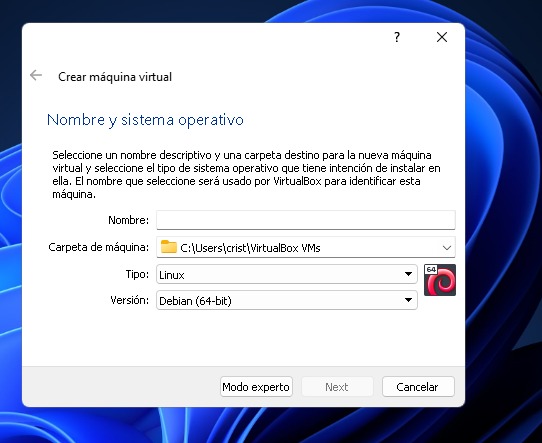 ?
Crear máquina virtual
Nombre y sistema operativo
Seleccione un nombre descriptivo y una carpeta destino para la nueva máquina
virtual y seleccione el tipo de sistema operativo que tiene intención de instalar en
ella. El nombre que seleccione será usado por VirtualBox para identificar esta
máquina.
Nombre:
Carpeta de máquina: C:\Users\crist\VirtualBox VMs
Tipo: Linux 64
Versión: Debian (64-bit)
Modo experto Next Cancelar